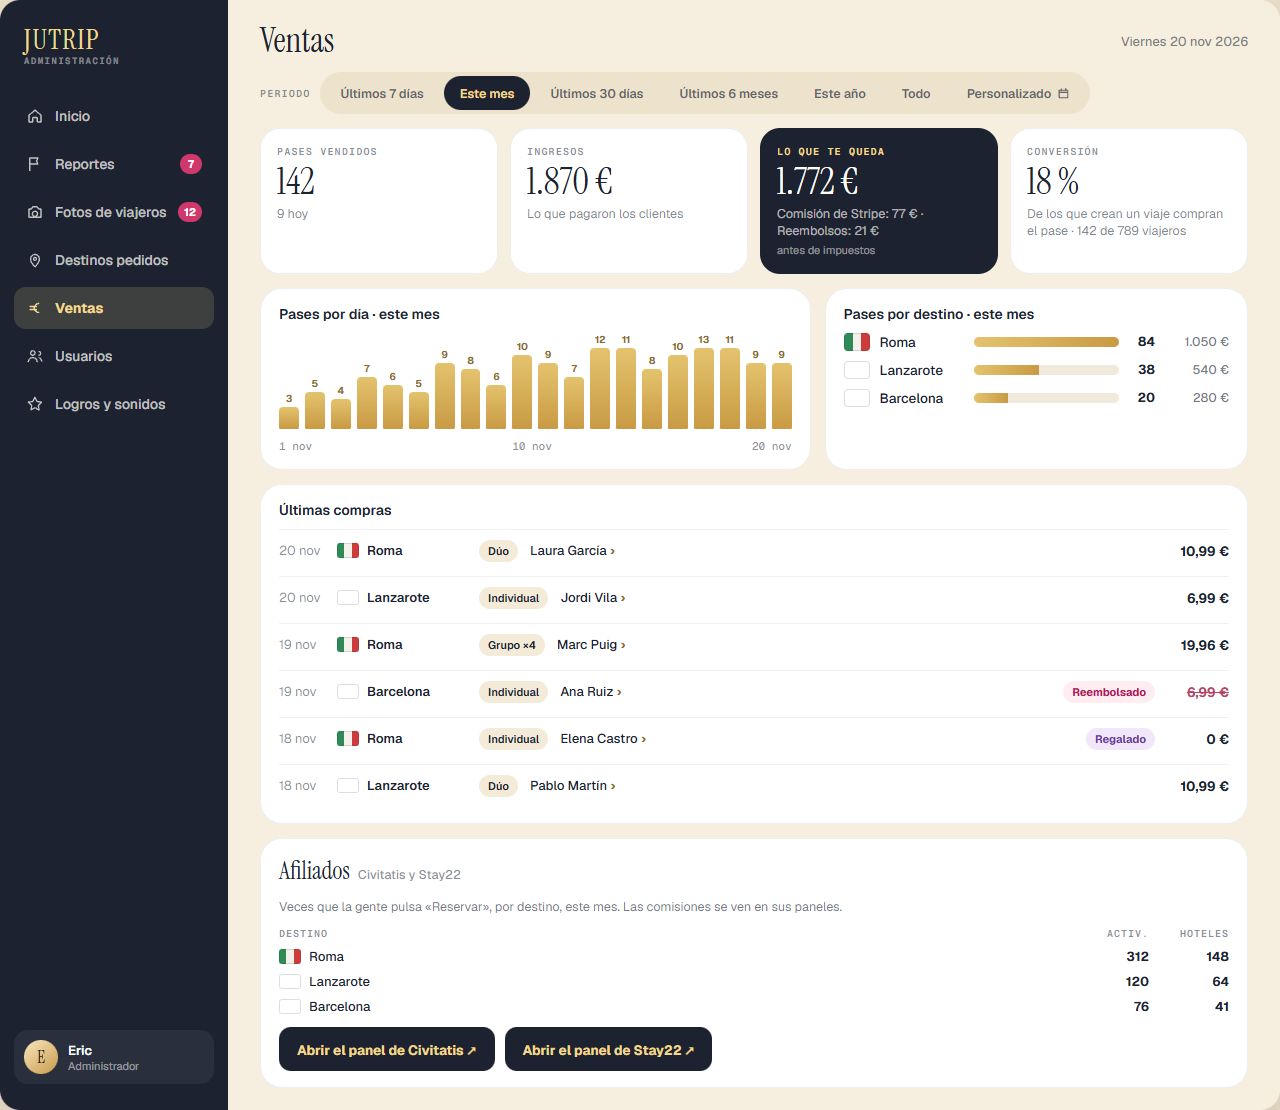 JUTRIP
ADMINISTRACIÓN
Inicio
Reportes 7
Fotos de viajeros 12
Destinos pedidos
Ventas
Usuarios
Logros y sonidos
E
Eric
Administrador
Ventas
Viernes 20 nov 2026
PERIODO Últimos 7 días Este mes Últimos 30 días Últimos 6 meses Este año Todo Personalizado
PASES VENDIDOS
142
9 hoy
INGRESOS
1.870 €
Lo que pagaron los clientes
LO QUE TE QUEDA
1.772 €
Comisión de Stripe: 77 € ·
Reembolsos: 21 €
antes de impuestos
CONVERSIÓN
18 %
De los que crean un viaje compran
el pase · 142 de 789 viajeros
Pases por día · este mes
3 5 4 7 6 5 9 8 6 10 9 7 12 11 8 10 13 11 9 9
1 nov 10 nov 20 nov
Pases por destino · este mes
Roma 84 1.050 €
Lanzarote 38 540 €
Barcelona 20 280 €
Últimas compras
20 nov Roma Dúo Laura García › 10,99 €
20 nov Lanzarote Individual Jordi Vila › 6,99 €
19 nov Roma Grupo ×4 Marc Puig › 19,96 €
19 nov Barcelona Individual Ana Ruiz › Reembolsado 6,99 €
18 nov Roma Individual Elena Castro › Regalado 0 €
18 nov Lanzarote Dúo Pablo Martín › 10,99 €
Afiliados Civitatis y Stay22
Veces que la gente pulsa «Reservar», por destino, este mes. Las comisiones se ven en sus paneles.
DESTINO ACTIV. HOTELES
Roma 312 148
Lanzarote 120 64
Barcelona 76 41
Abrir el panel de Civitatis ↗ Abrir el panel de Stay22 ↗